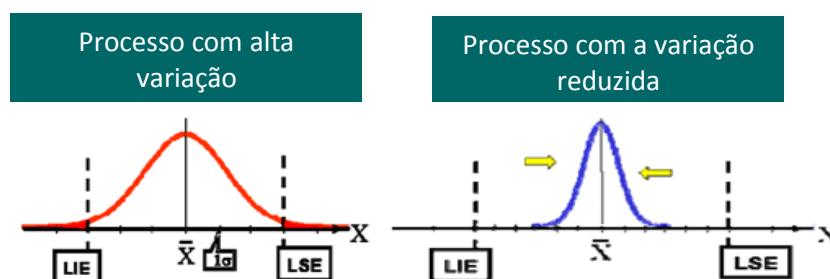 Processo com alta
variação
Processo com a variação
reduzida
LIE
X̄
1σ
LSE
X
LIE
X̄
LSE
X